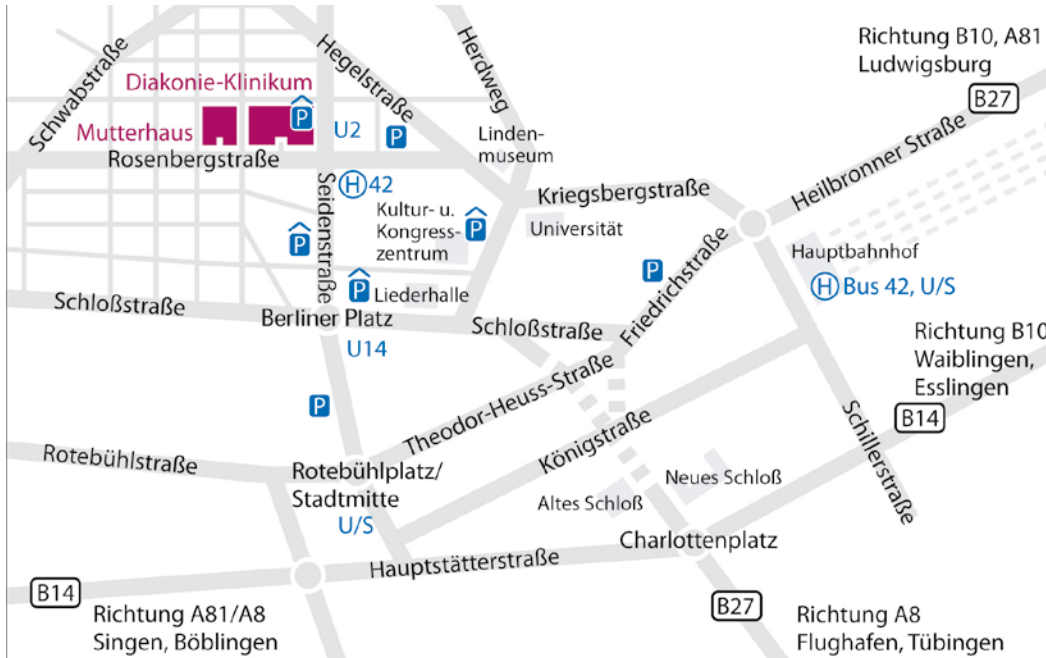 Schwabstraße
Hegelstraße
Herdweg
Richtung B10, A81
Ludwigsburg
B27
Diakonie-Klinikum
P
Mutterhaus
U2
P
Linden-
museum
Rosenbergstraße
Heilbronner Straße
Seidenstraße
H 42
Kriegsbergstraße
Kultur- u.
Kongress-
zentrum
P
P
Universität
Hauptbahnhof
H Bus 42, U/S
P
Friedrichstraße
P
Liederhalle
Schloßstraße
Berliner Platz
Schloßstraße
U14
Richtung B10
Waiblingen,
Esslingen
B14
P
Theodor-Heuss-Straße
Königstraße
Schillerstraße
Rotebühlstraße
Rotebühlplatz/
Stadtmitte
U/S
Neues Schloß
Altes Schloß
Charlottenplatz
Hauptstätterstraße
B14
Richtung A81/A8
Singen, Böblingen
B27
Richtung A8
Flughafen, Tübingen